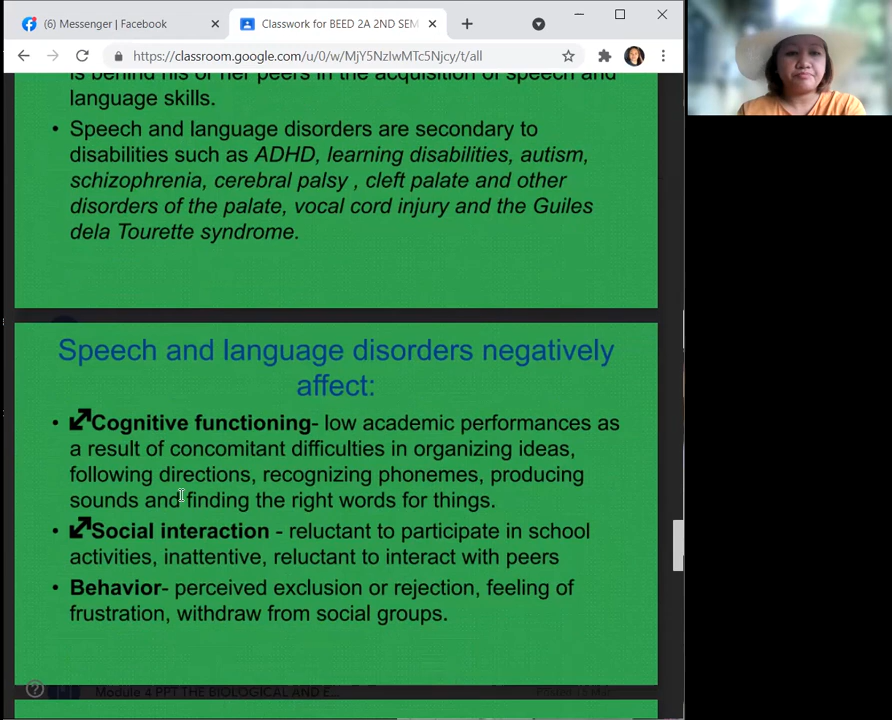 (6) Messenger | Facebook
Classwork for BEED 2A 2ND SEM
https://classroom.google.com/u/0/w/MjY5NzIwMTc5Njcy/t/all
is behind his or her peers in the acquisition of speech and
language skills.
• Speech and language disorders are secondary to
disabilities such as ADHD, learning disabilities, autism,
schizophrenia, cerebral palsy , cleft palate and other
disorders of the palate, vocal cord injury and the Guiles
dela Tourette syndrome.
Speech and language disorders negatively
affect:
• Cognitive functioning- low academic performances as
a result of concomitant difficulties in organizing ideas,
following directions, recognizing phonemes, producing
sounds and finding the right words for things.
• Social interaction - reluctant to participate in school
activities, inattentive, reluctant to interact with peers
• Behavior- perceived exclusion or rejection, feeling of
frustration, withdraw from social groups.
Module 4 PPT THE BIOLOGICAL AND E...